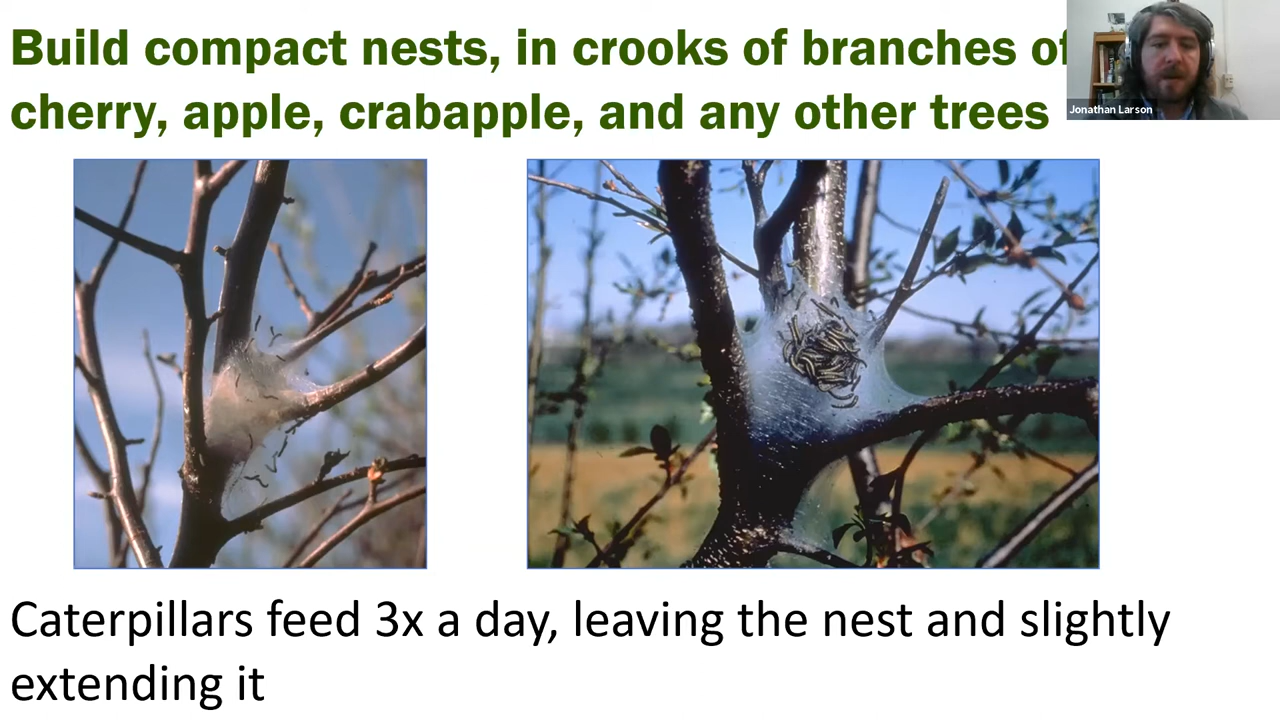 Build compact nests, in crooks of branches of
cherry, apple, crabapple, and any other trees
Jonathan Larson
Caterpillars feed 3x a day, leaving the nest and slightly
extending it